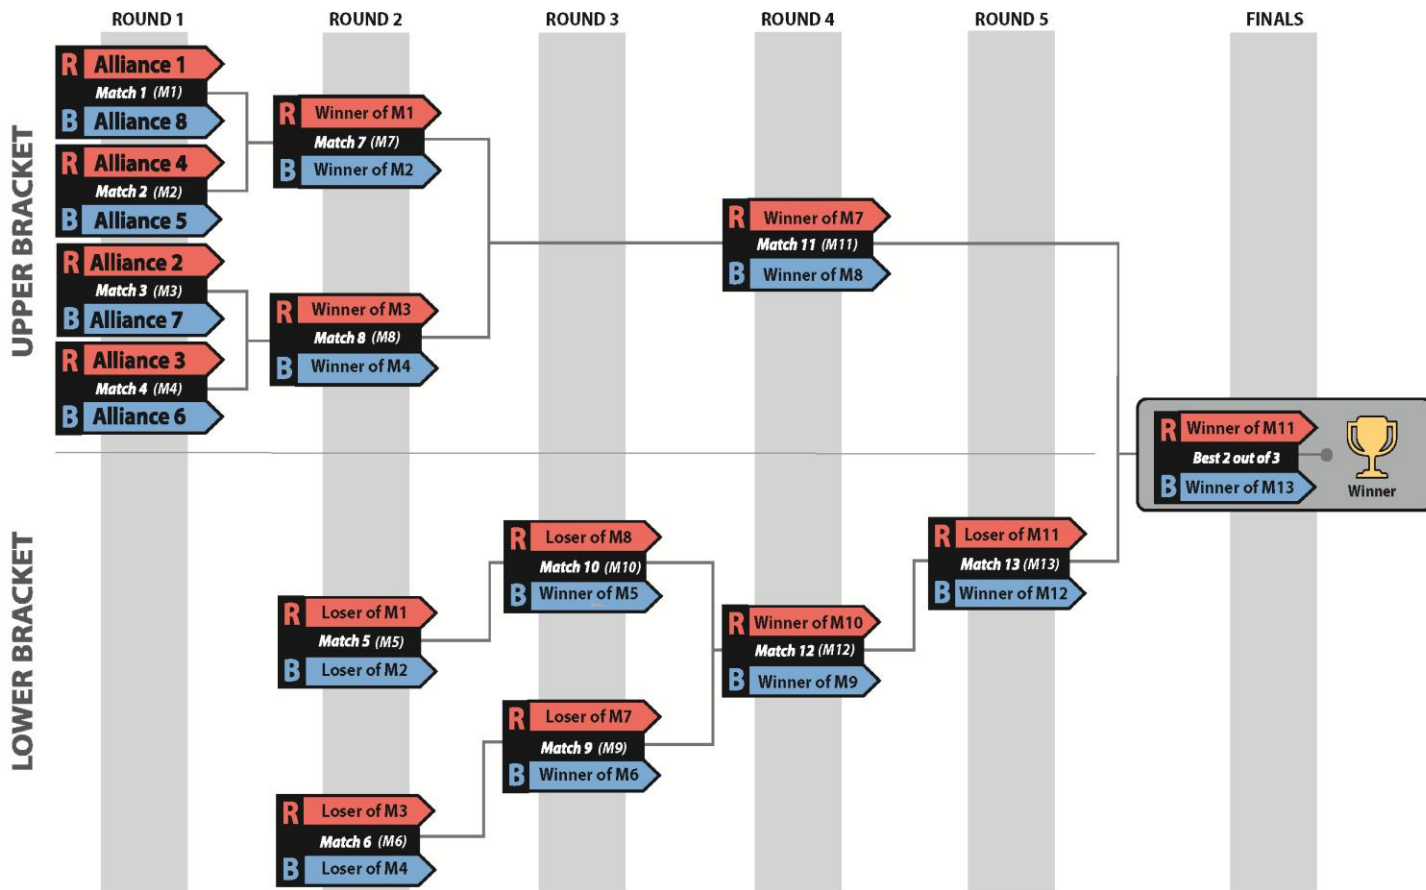 ROUND 1
ROUND 2
ROUND 3
ROUND 4
ROUND 5
FINALS
UPPER BRACKET
R Alliance 1
Match 1 (M1)
B Alliance 8
R Alliance 4
Match 2 (M2)
B Alliance 5
R Alliance 2
Match 3 (M3)
B Alliance 7
R Alliance 3
Match 4 (M4)
B Alliance 6
R Winner of M1
Match 7 (M7)
B Winner of M2
R Winner of M3
Match 8 (M8)
B Winner of M4
R Winner of M7
Match 11 (M11)
B Winner of M8
R Winner of M11
Best 2 out of 3
B Winner of M13
Winner
LOWER BRACKET
R Loser of M1
Match 5 (M5)
B Loser of M2
R Loser of M3
Match 6 (M6)
B Loser of M4
R Loser of M8
Match 10 (M10)
B Winner of M5
R Loser of M7
Match 9 (M9)
B Winner of M6
R Winner of M10
Match 12 (M12)
B Winner of M9
R Loser of M11
Match 13 (M13)
B Winner of M12